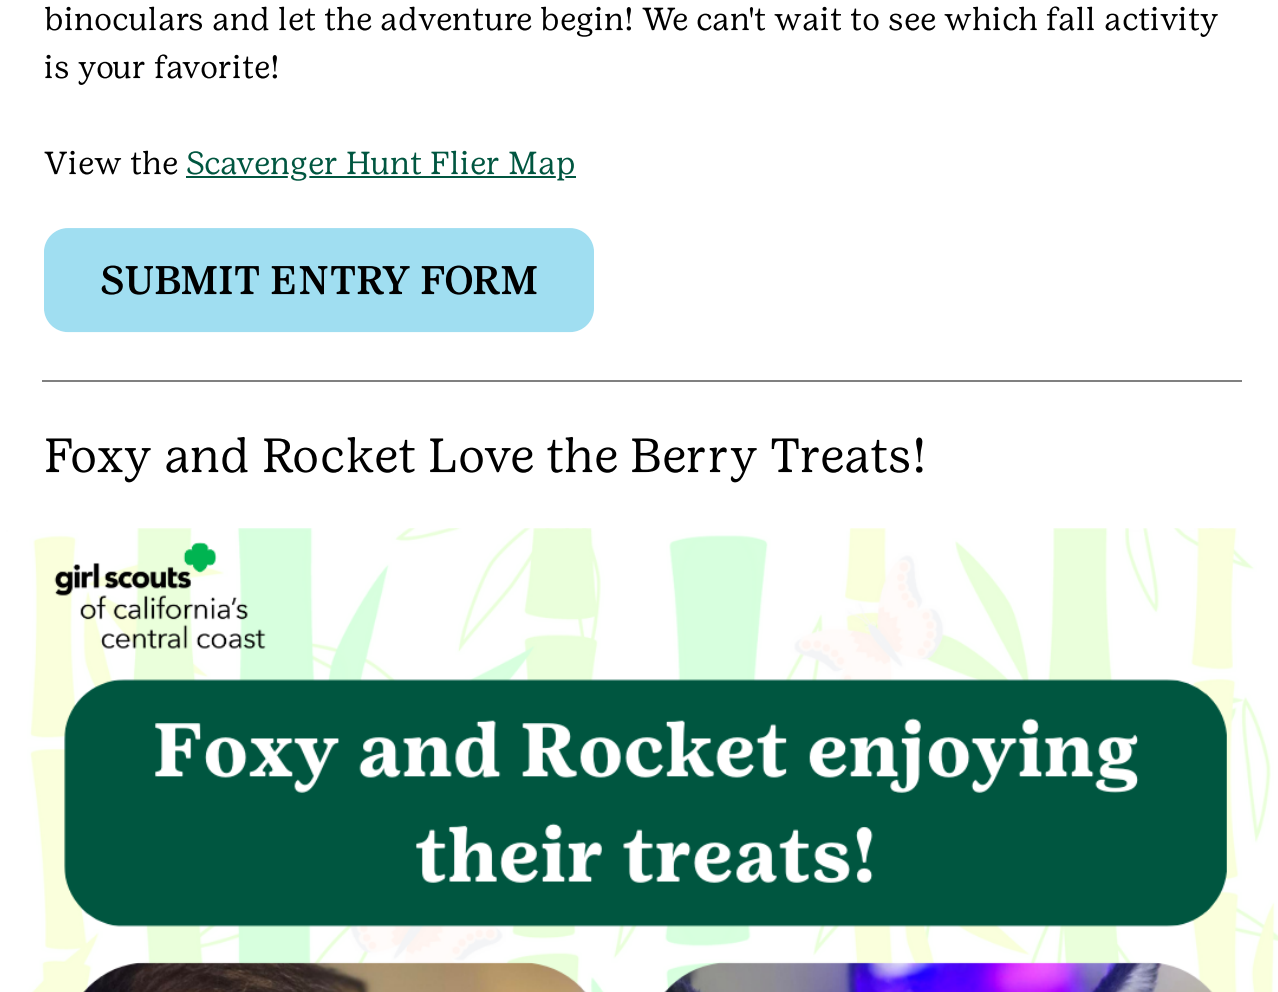 binoculars and let the adventure begin! We can't wait to see which fall activity
is your favorite!
View the Scavenger Hunt Flier Map
SUBMIT ENTRY FORM
Foxy and Rocket Love the Berry Treats!
girl scouts
of california's
central coast
Foxy and Rocket enjoying
their treats!